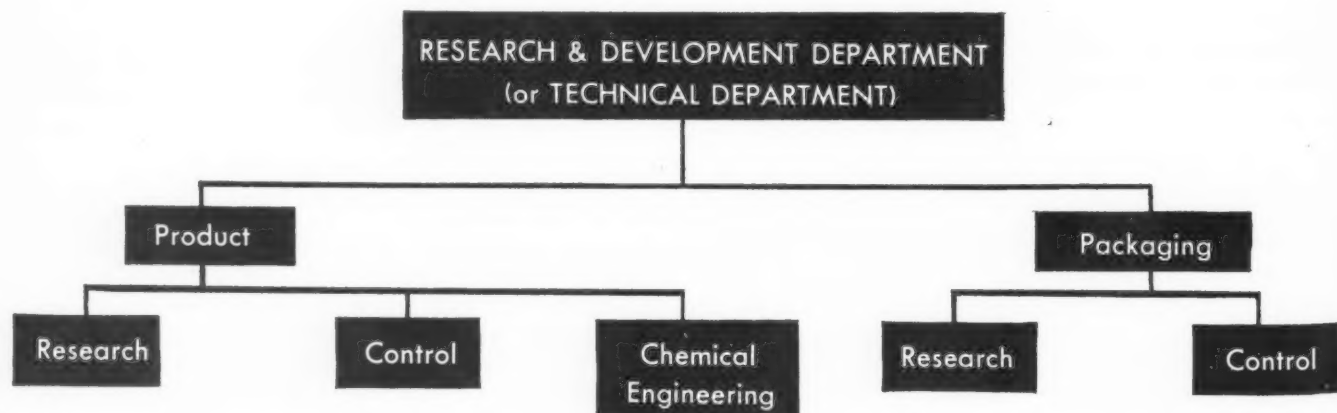 RESEARCH & DEVELOPMENT DEPARTMENT
(or TECHNICAL DEPARTMENT)
Product
Packaging
Research
Control
Chemical
Engineering
Research
Control